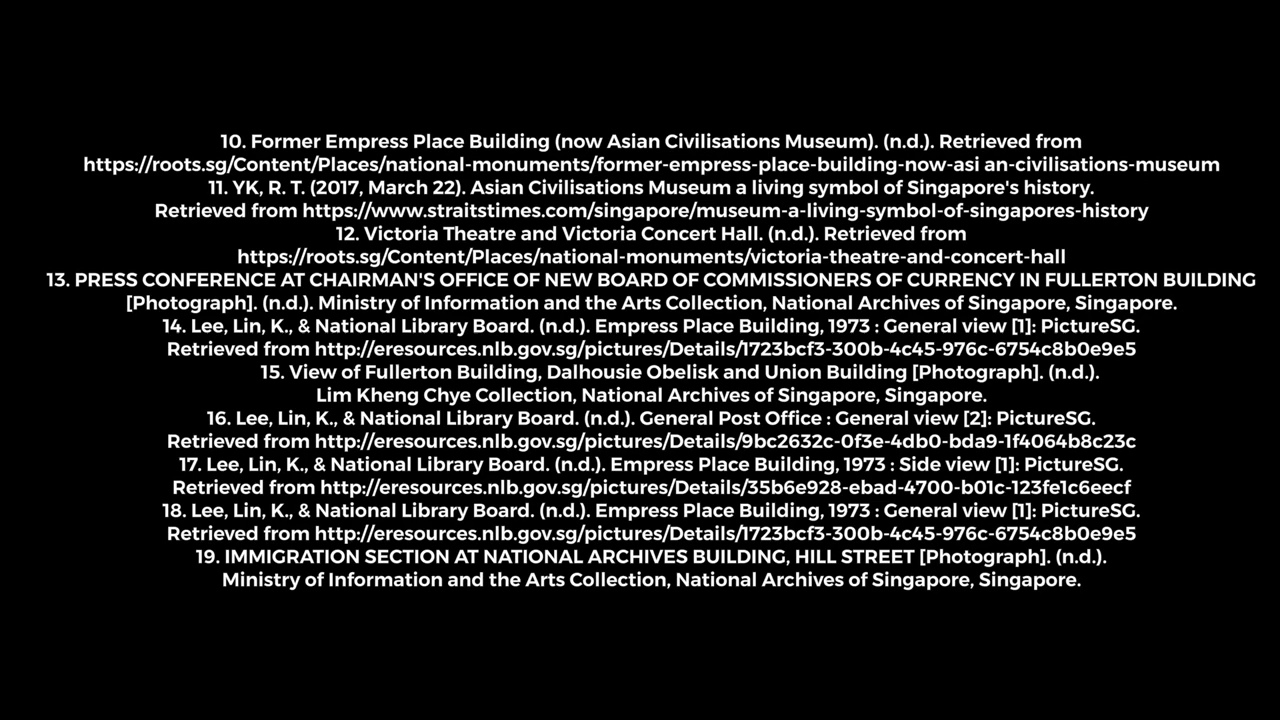 10. Former Empress Place Building (now Asian Civilisations Museum). (n.d.). Retrieved from
https://roots.sg/Content/Places/national-monuments/former-empress-place-building-now-asi an-civilisations-museum
11. YK, R. T. (2017, March 22). Asian Civilisations Museum a living symbol of Singapore's history.
Retrieved from https://www.straitstimes.com/singapore/museum-a-living-symbol-of-singapores-history
12. Victoria Theatre and Victoria Concert Hall. (n.d.). Retrieved from
https://roots.sg/Content/Places/national-monuments/victoria-theatre-and-concert-hall
13. PRESS CONFERENCE AT CHAIRMAN'S OFFICE OF NEW BOARD OF COMMISSIONERS OF CURRENCY IN FULLERTON BUILDING
[Photograph]. (n.d.). Ministry of Information and the Arts Collection, National Archives of Singapore, Singapore.
14. Lee, Lin, K., & National Library Board. (n.d.). Empress Place Building, 1973 : General view [1]: PictureSG.
Retrieved from http://eresources.nlb.gov.sg/pictures/Details/1723bcf3-300b-4c45-976c-6754c8b0e9e5
15. View of Fullerton Building, Dalhousie Obelisk and Union Building [Photograph]. (n.d.).
Lim Kheng Chye Collection, National Archives of Singapore, Singapore.
16. Lee, Lin, K., & National Library Board. (n.d.). General Post Office : General view [2]: PictureSG.
Retrieved from http://eresources.nlb.gov.sg/pictures/Details/9bc2632c-0f3e-4db0-bda9-1f4064b8c23c
17. Lee, Lin, K., & National Library Board. (n.d.). Empress Place Building, 1973 : Side view [1]: PictureSG.
Retrieved from http://eresources.nlb.gov.sg/pictures/Details/35b6e928-ebad-4700-b01c-123fe1c6eecf
18. Lee, Lin, K., & National Library Board. (n.d.). Empress Place Building, 1973 : General view [1]: PictureSG.
Retrieved from http://eresources.nlb.gov.sg/pictures/Details/1723bcf3-300b-4c45-976c-6754c8b0e9e5
19. IMMIGRATION SECTION AT NATIONAL ARCHIVES BUILDING, HILL STREET [Photograph]. (n.d.).
Ministry of Information and the Arts Collection, National Archives of Singapore, Singapore.